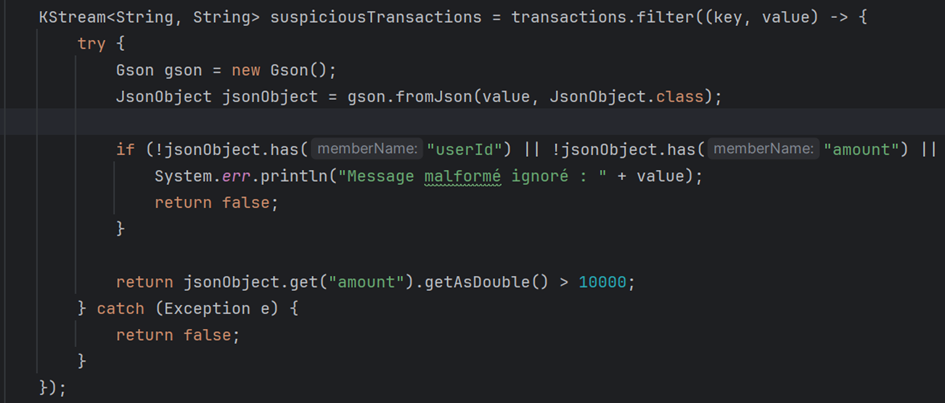 KStream<String, String> suspiciousTransactions = transactions.filter((key, value) -> {
    try {
        Gson gson = new Gson();
        JsonObject jsonObject = gson.fromJson(value, JsonObject.class);
        if (!jsonObject.has( memberName: "userId") || !jsonObject.has( memberName: "amount") ||
            System.err.println("Message malformé ignoré : " + value);
            return false;
        }
        return jsonObject.get("amount").getAsDouble() > 10000;
    } catch (Exception e) {
        return false;
    }
});